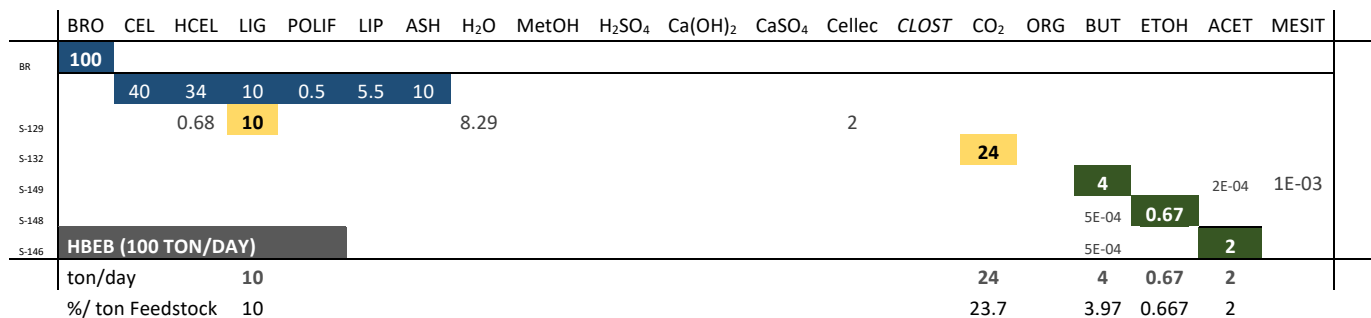 BRO CEL HCEL LIG POLIF LIP ASH H₂O MetOH H₂SO₄ Ca(OH)₂ CaSO₄ Cellec CLOST CO₂ ORG BUT ETOH ACET MESIT
BR 100
40 34 10 0.5 5.5 10
S-129 0.68 10 8.29 2
S-132 24
S-149 4 2E-04 1E-03
S-148 5E-04 0.67
S-146 HBEB (100 TON/DAY) 5E-04 2
ton/day 10 24 4 0.67 2
%/ ton Feedstock 10 23.7 3.97 0.667 2